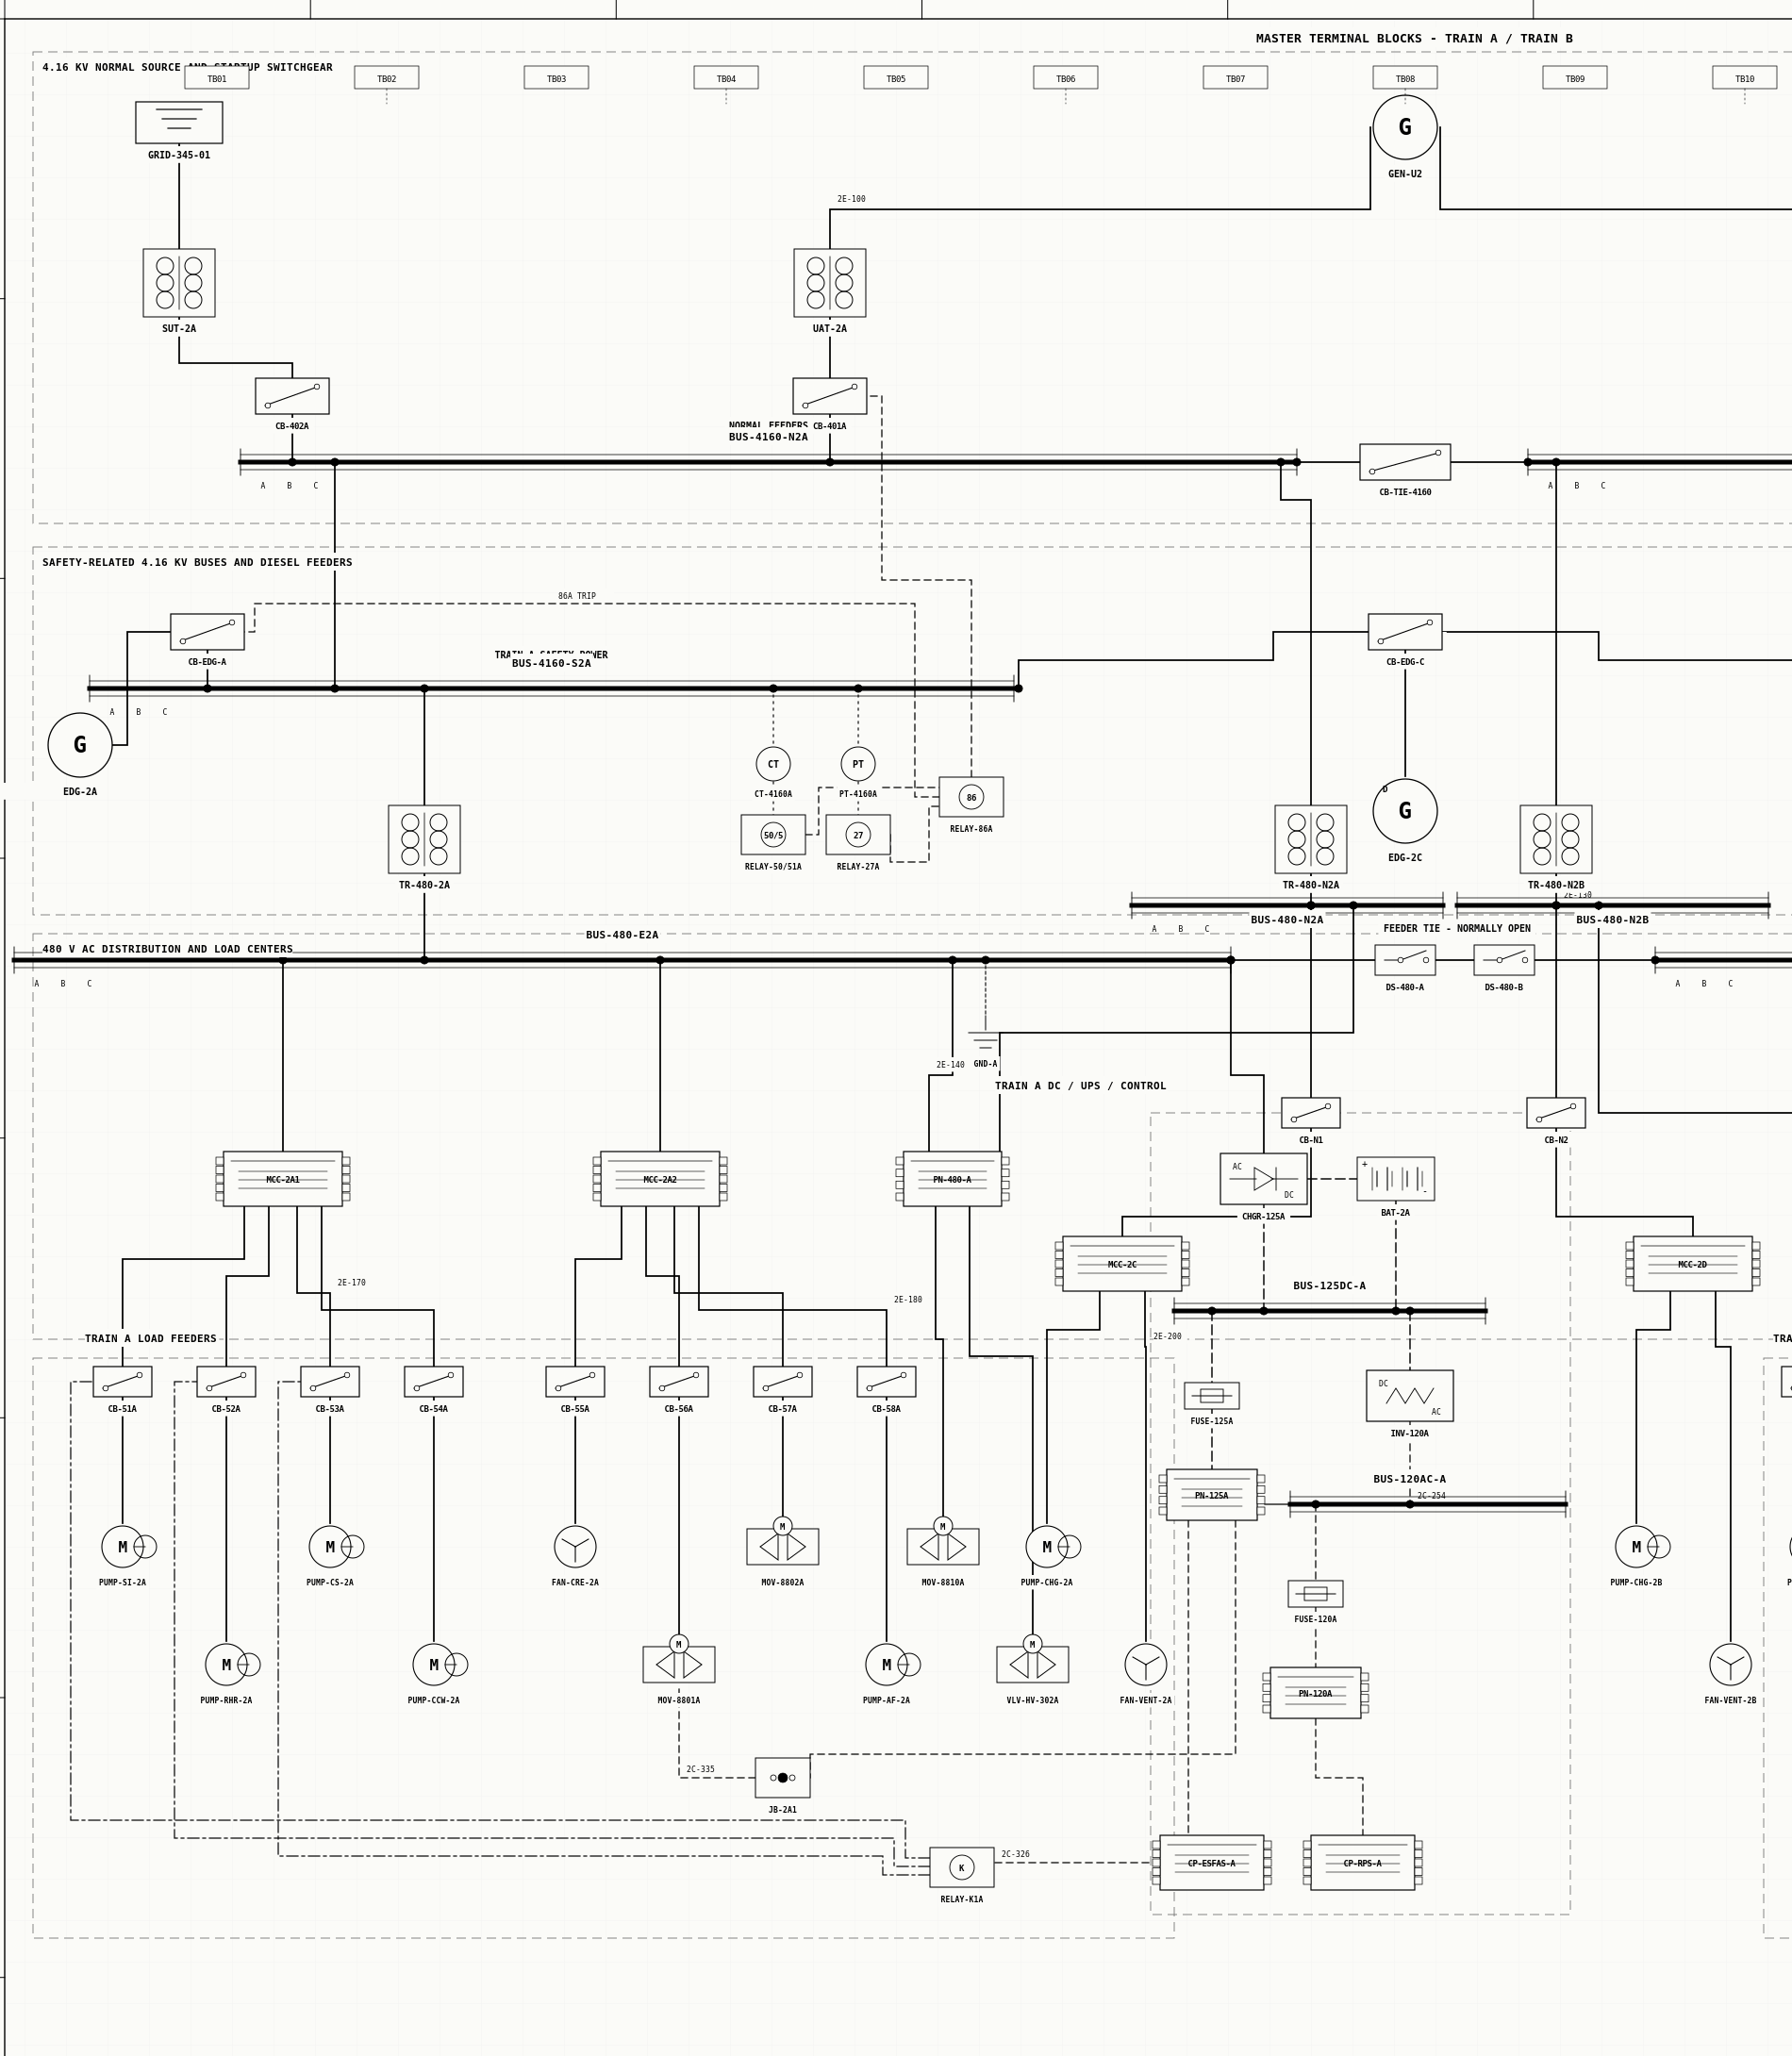 MASTER TERMINAL BLOCKS - TRAIN A / TRAIN B
4.16 KV NORMAL SOURCE AND STARTUP SWITCHGEAR
TB01 TB02 TB03 TB04 TB05 TB06 TB07 TB08 TB09 TB10
G
GRID-345-01
GEN-U2
2E-100
SUT-2A UAT-2A
CB-402A CB-401A
NORMAL FEEDERS
BUS-4160-N2A
A B C
CB-TIE-4160
A B C
SAFETY-RELATED 4.16 KV BUSES AND DIESEL FEEDERS
86A TRIP
CB-EDG-A
TRAIN A SAFETY POWER
BUS-4160-S2A
CB-EDG-C
A B C
G
EDG-2A
CT PT
CT-4160A PT-4160A
86
RELAY-86A
50/5 27
RELAY-50/51A RELAY-27A
D
G
EDG-2C
TR-480-2A TR-480-N2A TR-480-N2B
2E-130
BUS-480-N2A BUS-480-N2B
A B C
FEEDER TIE - NORMALLY OPEN
BUS-480-E2A
480 V AC DISTRIBUTION AND LOAD CENTERS
A B C
DS-480-A DS-480-B
A B C
2E-140 GND-A
TRAIN A DC / UPS / CONTROL
CB-N1 CB-N2
MCC-2A1 MCC-2A2 PN-480-A
AC DC
CHGR-125A
+ -
BAT-2A
MCC-2C MCC-2D
2E-170 2E-180
BUS-125DC-A
2E-200
TRAIN A LOAD FEEDERS
TRA
CB-51A CB-52A CB-53A CB-54A CB-55A CB-56A CB-57A CB-58A
FUSE-125A
DC AC
INV-120A
BUS-120AC-A
PN-125A
2C-254
M M M M M M
PUMP-SI-2A PUMP-CS-2A FAN-CRE-2A MOV-8802A MOV-8810A PUMP-CHG-2A PUMP-CHG-2B P
FUSE-120A
M M M M M
PUMP-RHR-2A PUMP-CCW-2A MOV-8801A PUMP-AF-2A VLV-HV-302A FAN-VENT-2A FAN-VENT-2B
PN-120A
2C-335
JB-2A1
2C-326
K
RELAY-K1A
CP-ESFAS-A CP-RPS-A